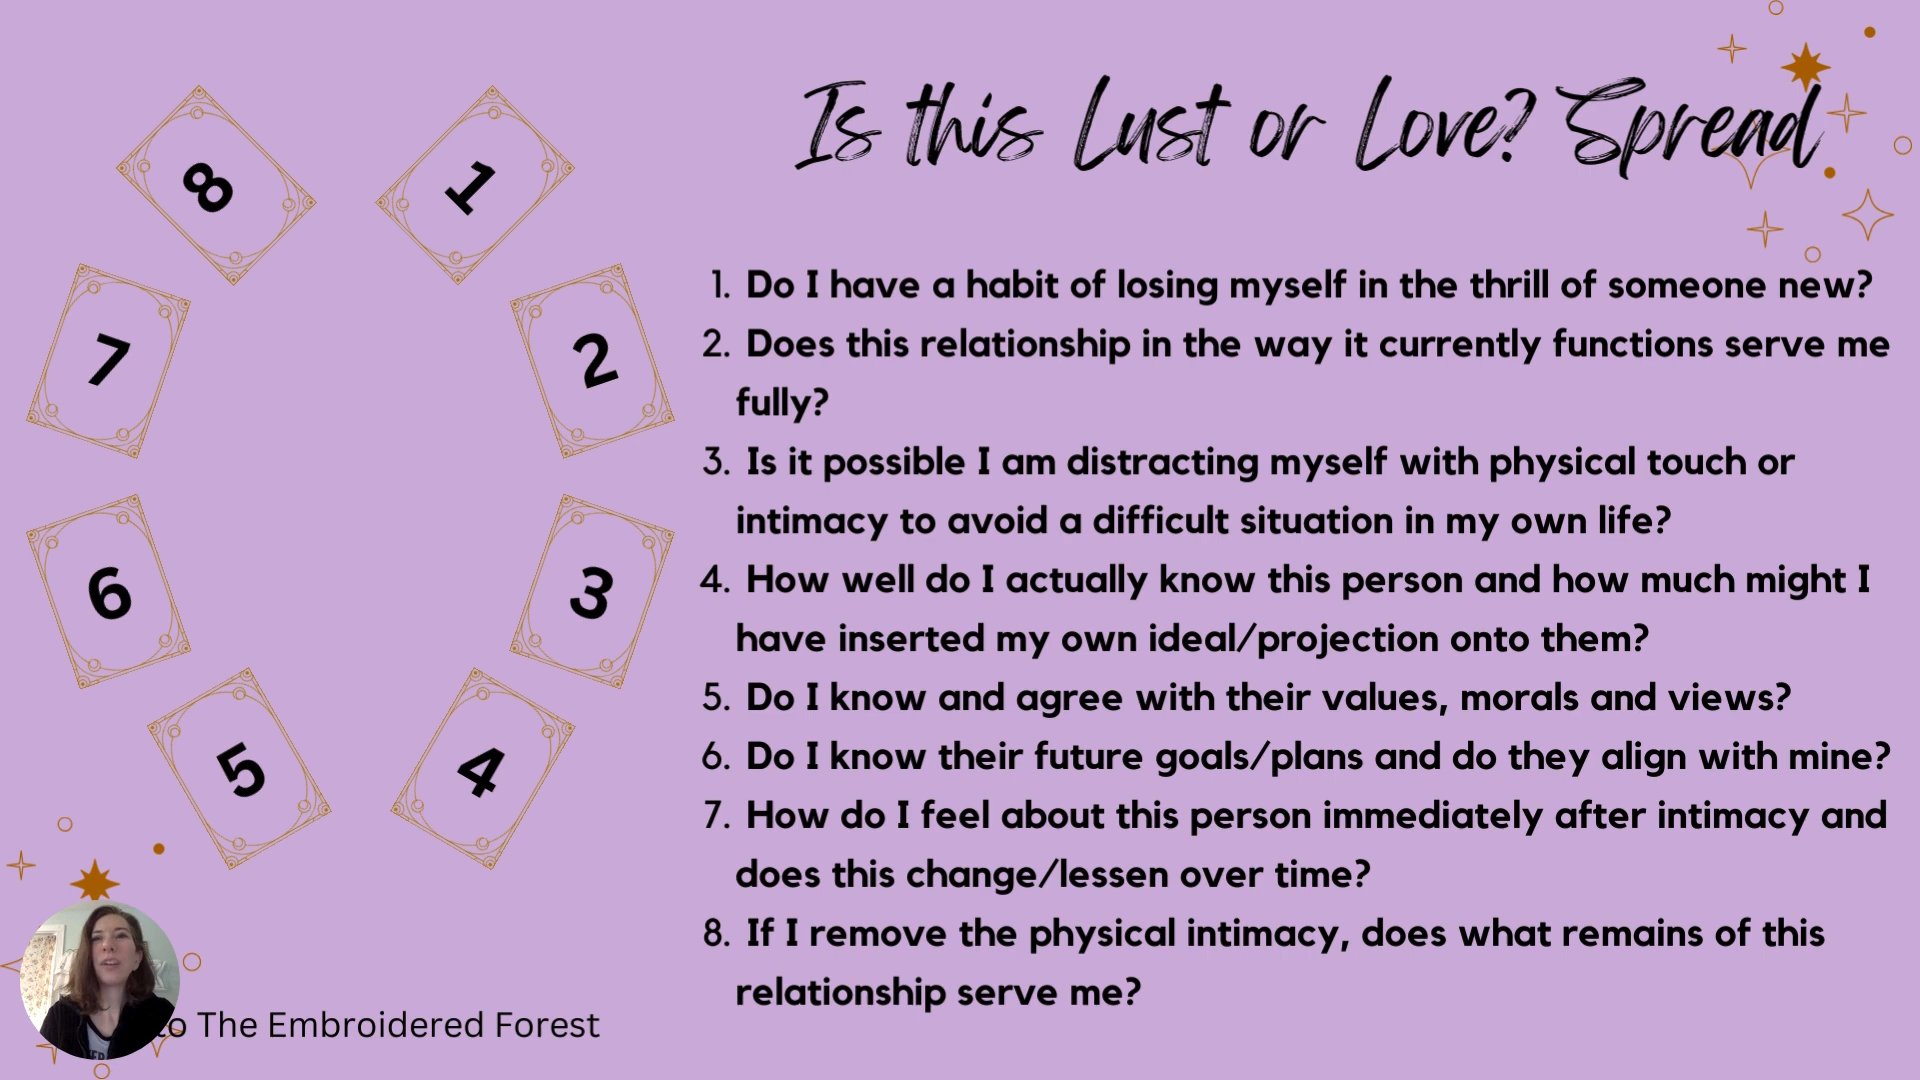 Is this Lust or Love? Spread
8
1
7
2
6
3
5
4
1. Do I have a habit of losing myself in the thrill of someone new?
2. Does this relationship in the way it currently functions serve me
fully?
3. Is it possible I am distracting myself with physical touch or
intimacy to avoid a difficult situation in my own life?
4. How well do I actually know this person and how much might I
have inserted my own ideal/projection onto them?
5. Do I know and agree with their values, morals and views?
6. Do I know their future goals/plans and do they align with mine?
7. How do I feel about this person immediately after intimacy and
does this change/lessen over time?
8. If I remove the physical intimacy, does what remains of this
relationship serve me?
to The Embroidered Forest